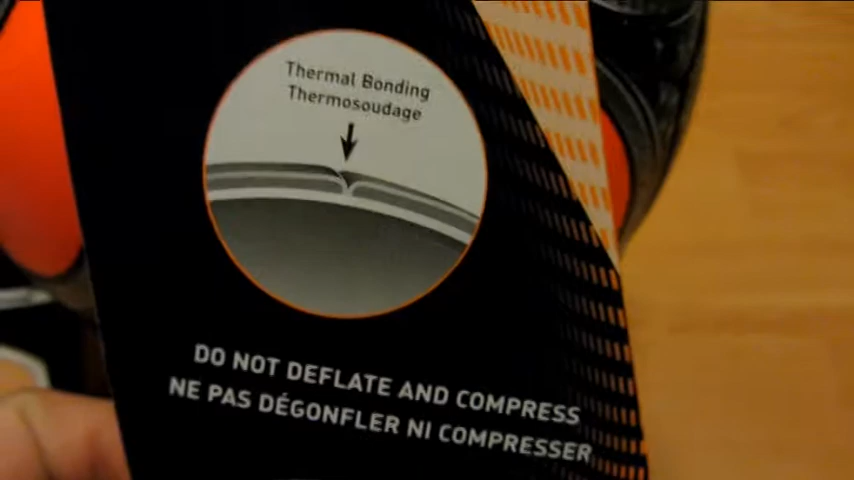 Thermal Bonding
Thermosoudage
DO NOT DEFLATE AND COMPRESS
NE PAS DÉGONFLER NI COMPRESSER